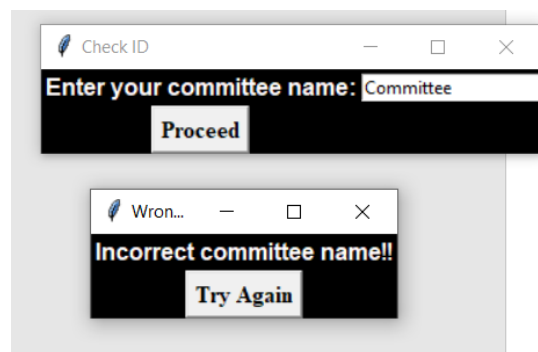 Check ID
Enter your committee name: Committee
Proceed
Wron...
Incorrect committee name!!
Try Again